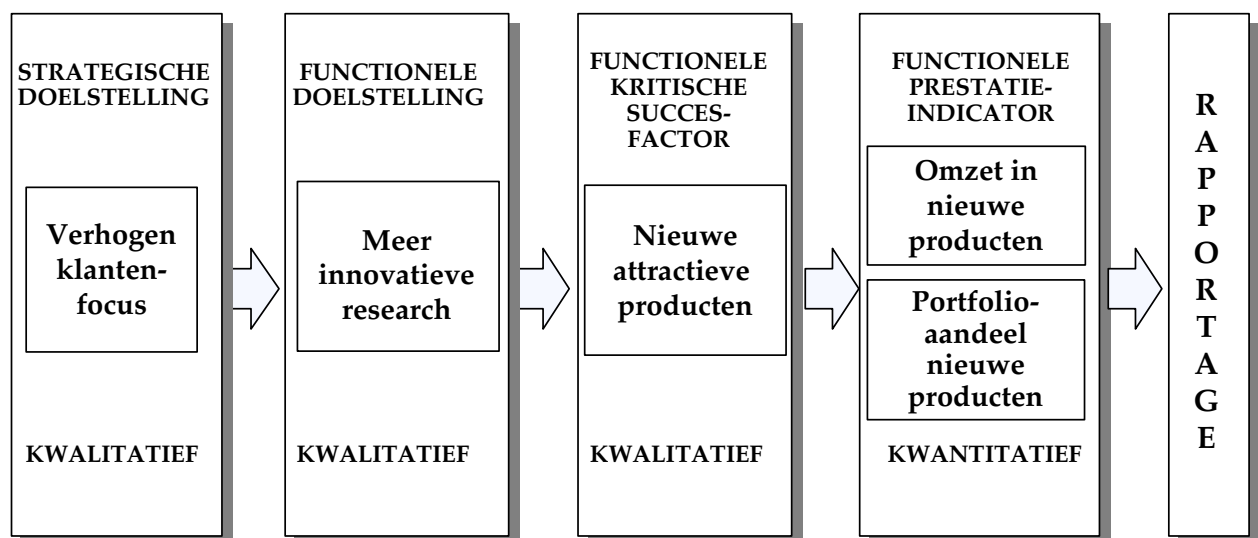 STRATEGISCHE
DOELSTELLING
Verhogen
klanten-
focus
KWALITATIEF
FUNCTIONELE
DOELSTELLING
Meer
innovatieve
research
KWALITATIEF
FUNCTIONELE
KRITISCHE
SUCCES-
FACTOR
Nieuwe
attractieve
producten
KWALITATIEF
FUNCTIONELE
PRESTATIE-
INDICATOR
Omzet in
nieuwe
producten
Portfolio-
aandeel
nieuwe
producten
KWANTITATIEF
R
A
P
P
O
R
T
A
G
E